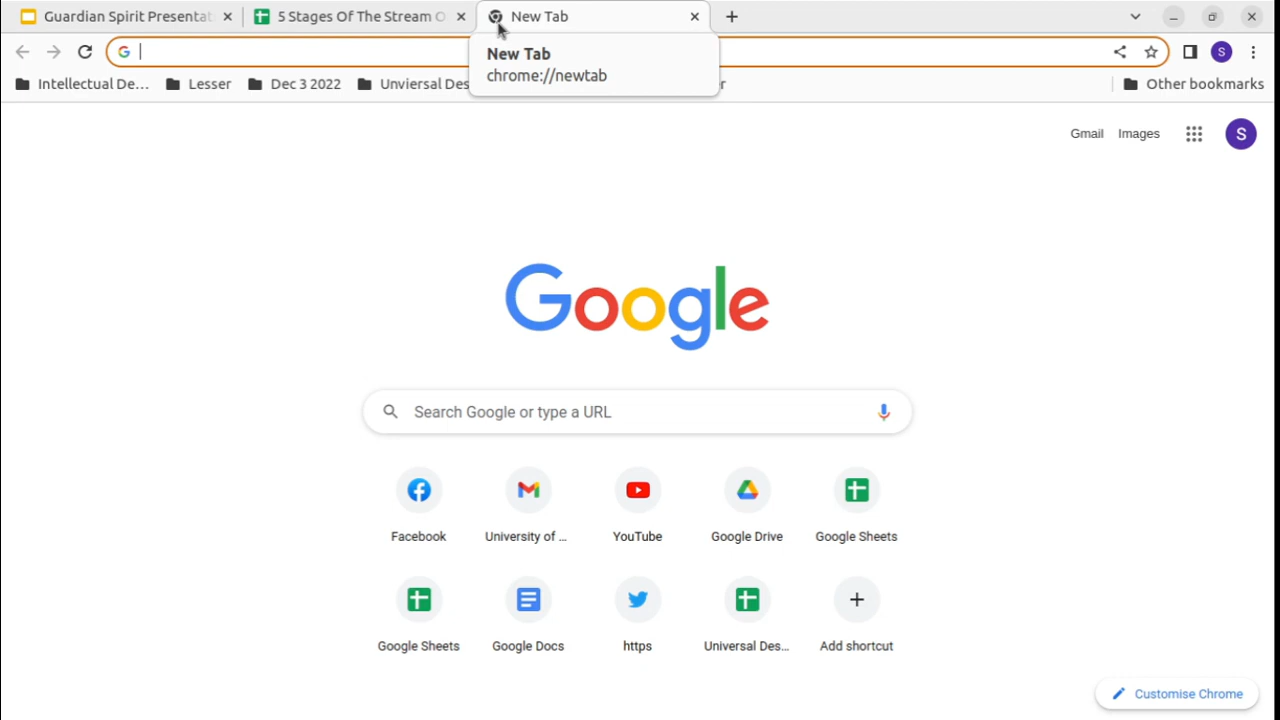 Guardian Spirit Presentat
5 Stages Of The Stream O
New Tab
G
New Tab
chrome://newtab
S
Intellectual De...
Lesser
Dec 3 2022
Unviersal Des
r
Other bookmarks
Gmail
Images
S
Google
Search Google or type a URL
Facebook
University of ...
YouTube
Google Drive
Google Sheets
Google Sheets
Google Docs
https
Universal Des...
Add shortcut
Customise Chrome